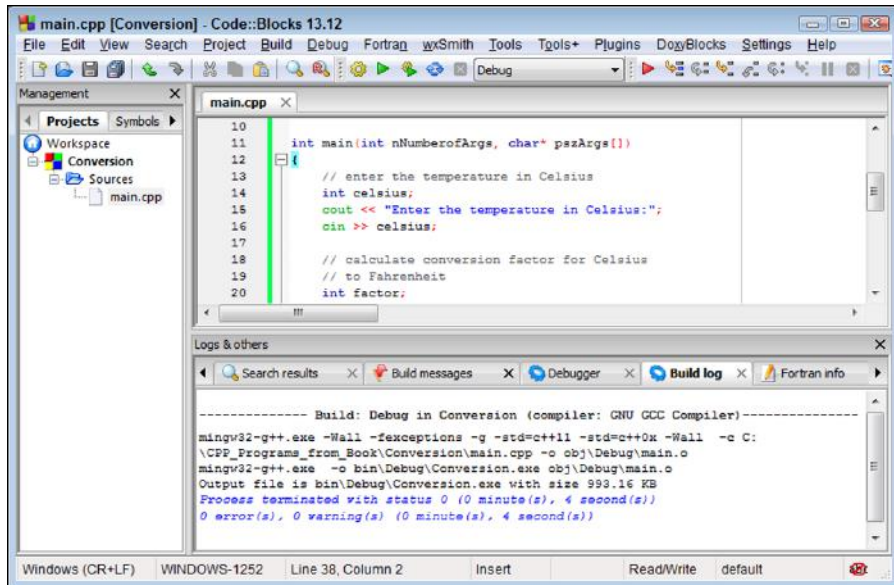 main.cpp [Conversion] - Code::Blocks 13.12
File Edit View Search Project Build Debug Fortran wxSmith Tools Tools+ Plugins DoxyBlocks Settings Help
Debug
Management
main.cpp
Projects Symbols
Workspace
Conversion
Sources
main.cpp
10
11 int main(int nNumberofArgs, char* pszArgs[])
12 {
13 // enter the temperature in Celsius
14 int celsius;
15 cout << "Enter the temperature in Celsius:";
16 cin >> celsius;
17
18 // calculate conversion factor for Celsius
19 // to Fahrenheit
20 int factor;
Logs & others
Search results Build messages Debugger Build log Fortran info
-------------- Build: Debug in Conversion (compiler: GNU GCC Compiler)---------------
mingw32-g++.exe -Wall -fexceptions -g -std=c++11 -std=c++0x -Wall -c C:
\CPP_Programs_from_Book\Conversion\main.cpp -o obj\Debug\main.o
mingw32-g++.exe -o bin\Debug\Conversion.exe obj\Debug\main.o
Output file is bin\Debug\Conversion.exe with size 993.16 KB
Process terminated with status 0 (0 minute(s), 4 second(s))
0 error(s), 0 warning(s) (0 minute(s), 4 second(s))
Windows (CR+LF) WINDOWS-1252 Line 38, Column 2 Insert Read/Write default